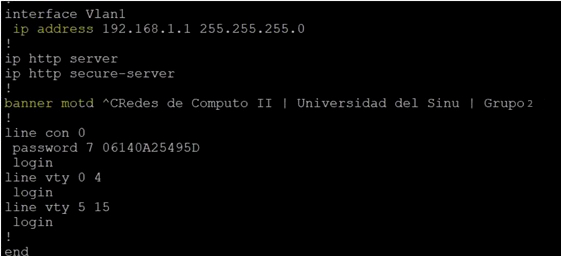 !
interface Vlan1
ip address 192.168.1.1 255.255.255.0
!
ip http server
ip http secure-server
!
banner motd ^CRedes de Computo II | Universidad del Sinu | Grupo 2
!
line con 0
password 7 06140A25495D
login
line vty 0 4
login
line vty 5 15
login
!
end